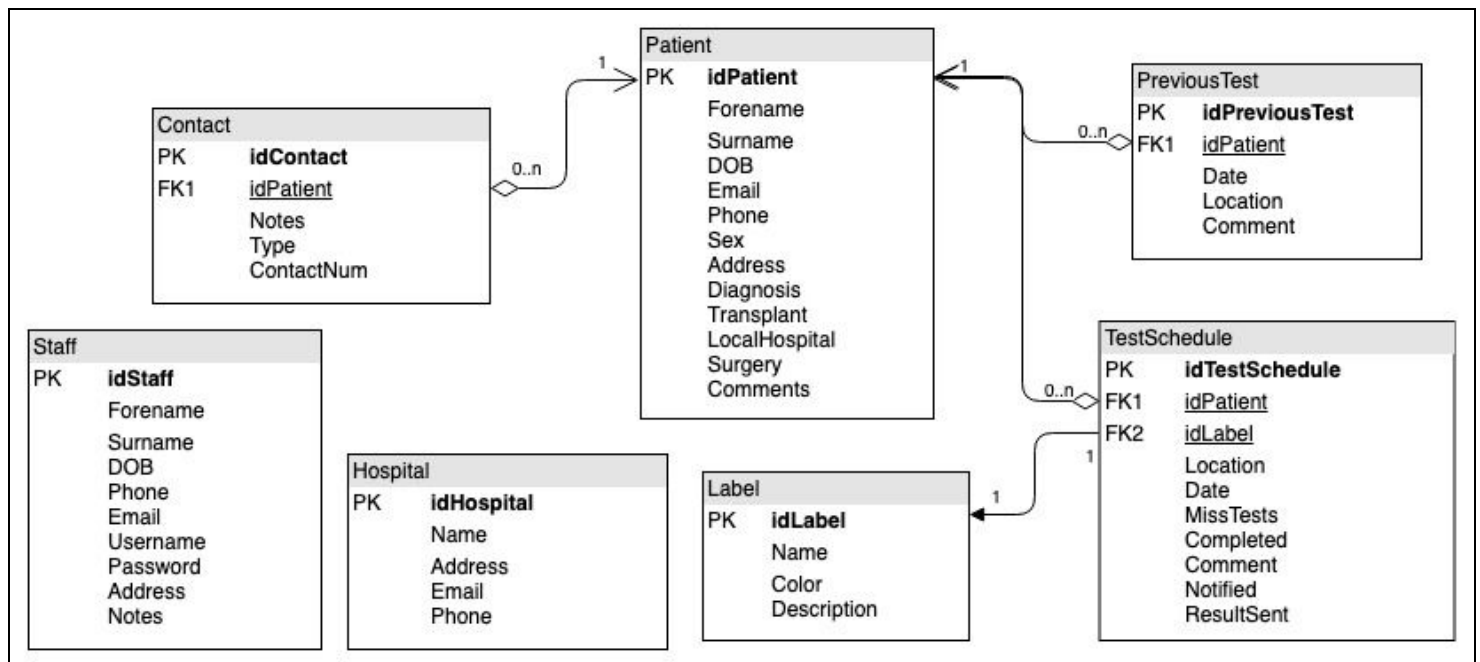 Contact
PK idContact
FK1 idPatient
Notes
Type
ContactNum
1
0..n
Patient
PK idPatient
Forename
Surname
DOB
Email
Phone
Sex
Address
Diagnosis
Transplant
LocalHospital
Surgery
Comments
1
0..n
PreviousTest
PK idPreviousTest
FK1 idPatient
Date
Location
Comment
Staff
PK idStaff
Forename
Surname
DOB
Phone
Email
Username
Password
Address
Notes
Hospital
PK idHospital
Name
Address
Email
Phone
Label
PK idLabel
Name
Color
Description
1
1
0..n
TestSchedule
PK idTestSchedule
FK1 idPatient
FK2 idLabel
Location
Date
MissTests
Completed
Comment
Notified
ResultSent